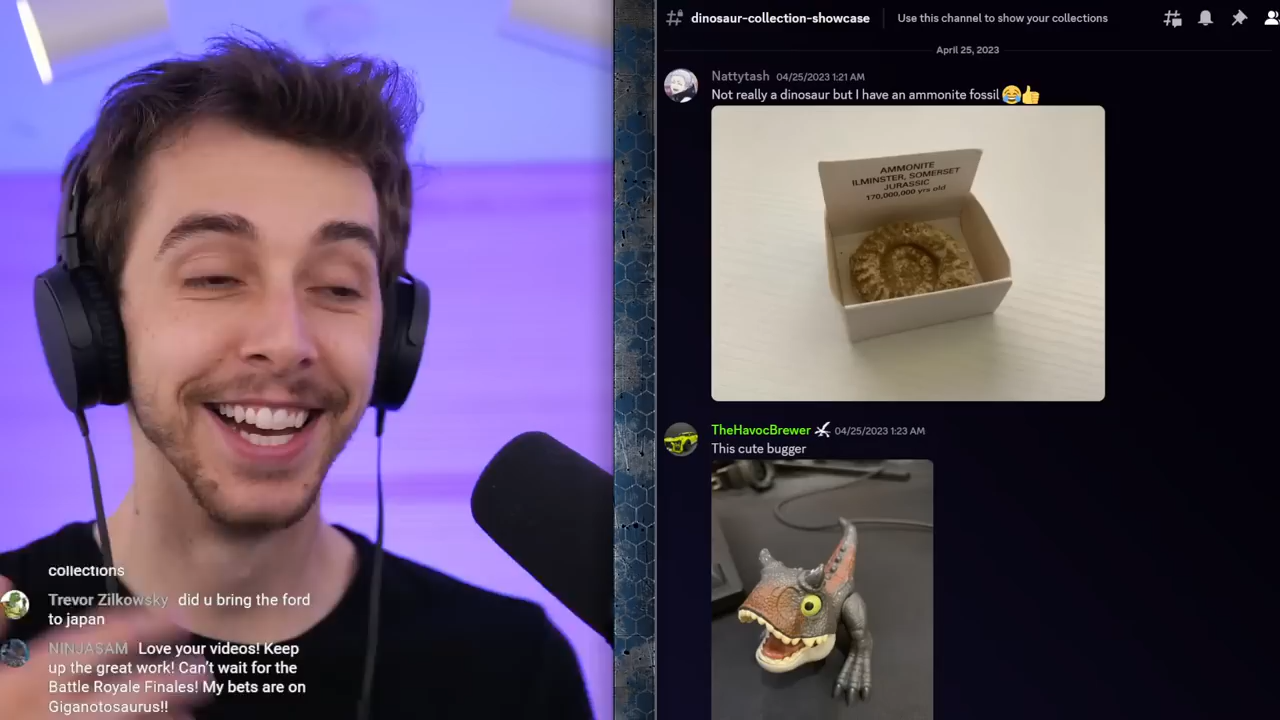 dinosaur-collection-showcase
Use this channel to show your collections
April 25, 2023
Nattytash 04/25/2023 1:21 AM
Not really a dinosaur but I have an ammonite fossil 😂👍
AMMONITE
ILMINSTER, SOMERSET
JURASSIC
170,000,000 yrs old
TheHavocBrewer 04/25/2023 1:23 AM
This cute bugger
collections
Trevor Zilkowsky did u bring the ford
to japan
NINJASAM Love your videos! Keep
up the great work! Can't wait for the
Battle Royale Finales! My bets are on
Giganotosaurus!!